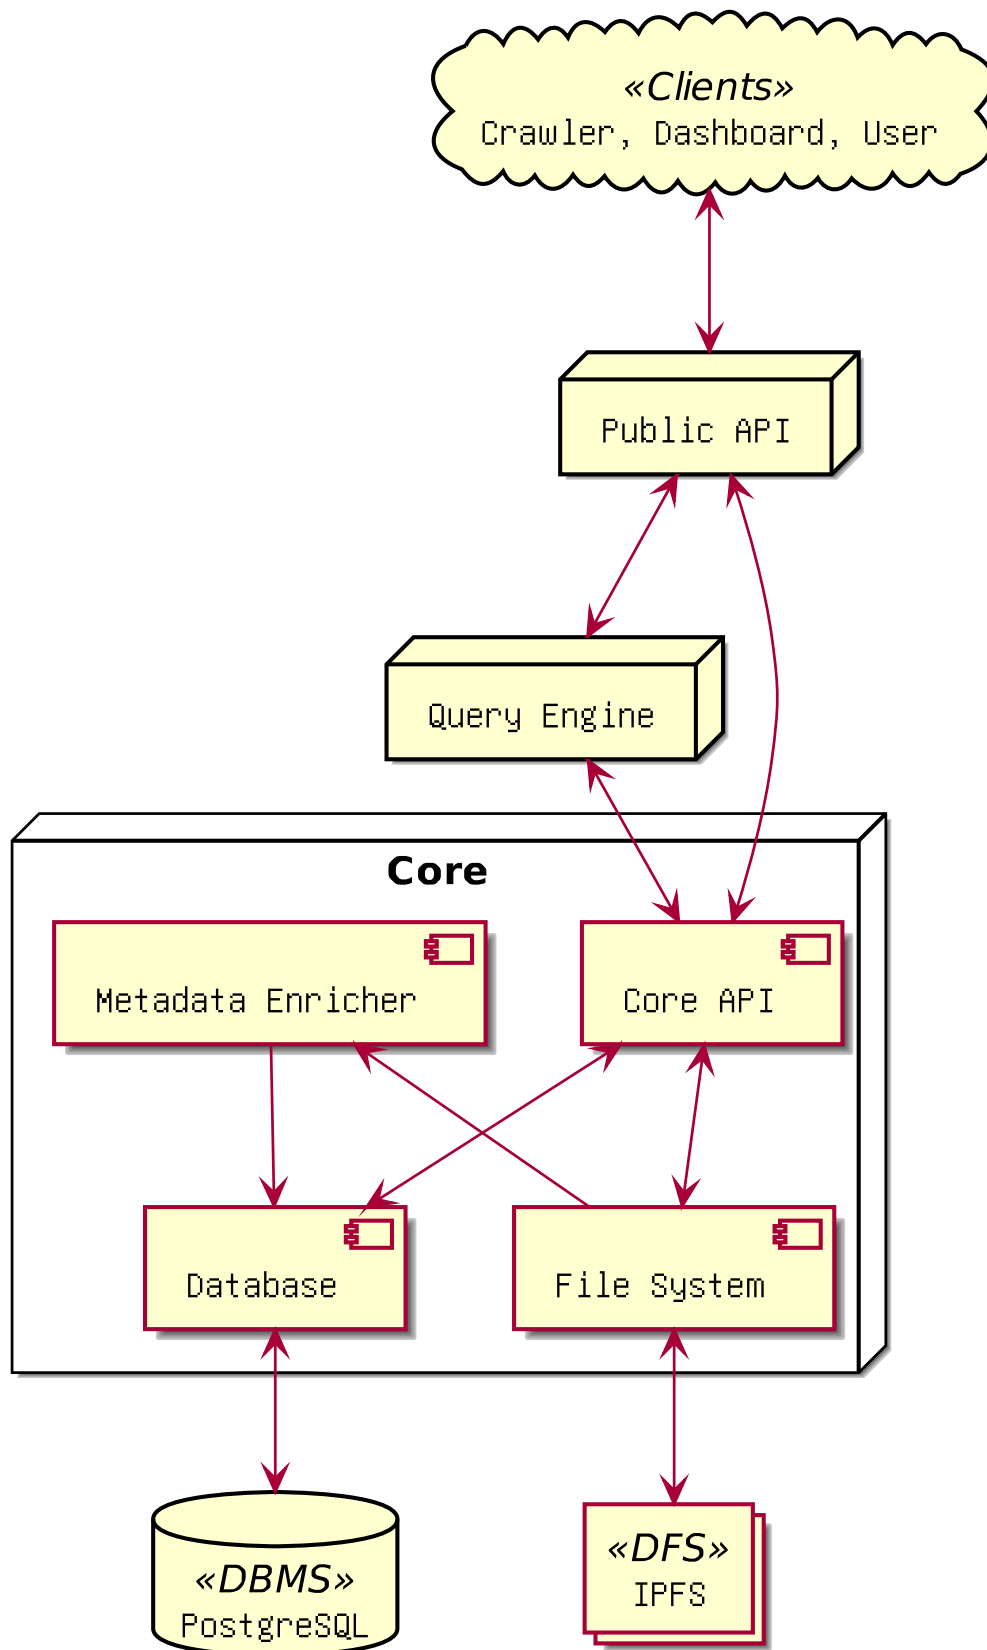 «Clients»
Crawler, Dashboard, User
Public API
Query Engine
Core
Metadata Enricher
Core API
Database
File System
«DBMS»
PostgreSQL
«DFS»
IPFS